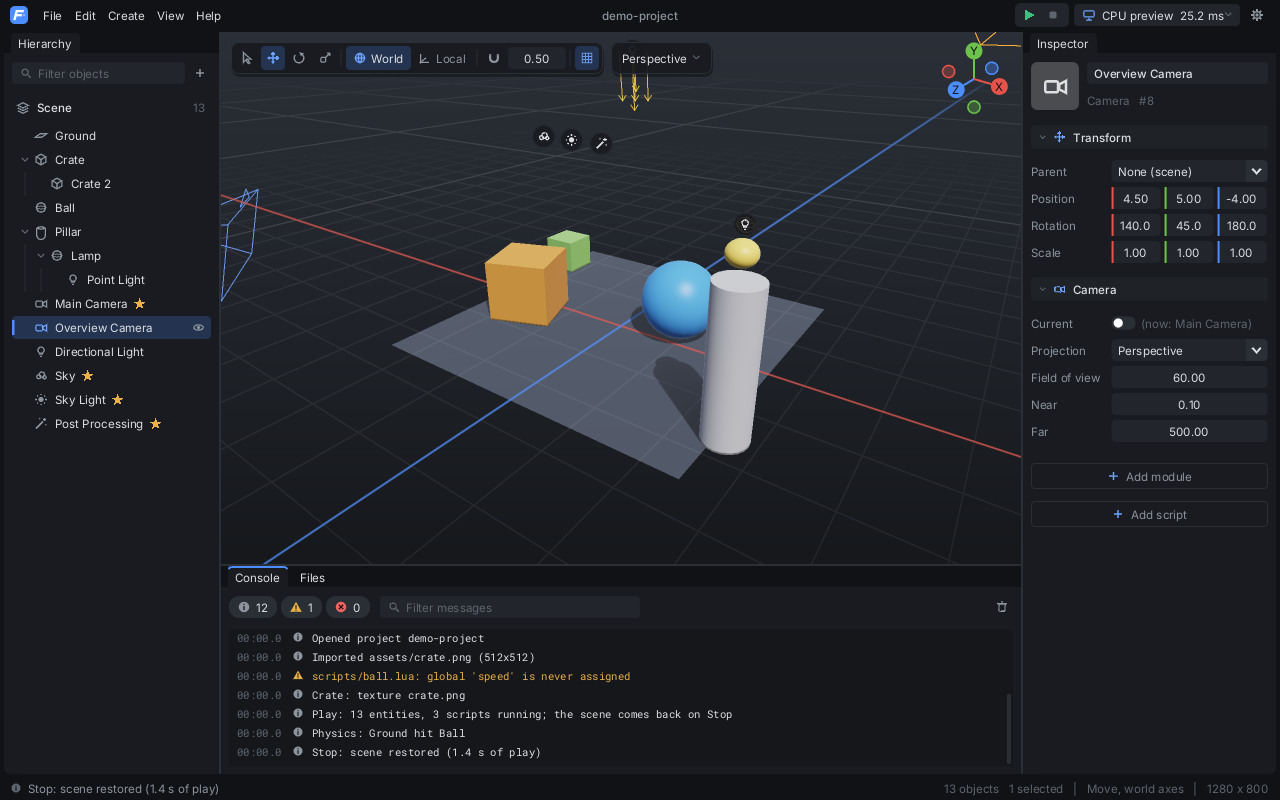 File Edit Create View Help
demo-project
CPU preview 25.2 ms
Hierarchy
Filter objects
Scene 13
Ground
Crate
Crate 2
Ball
Pillar
Lamp
Point Light
Main Camera
Overview Camera
Directional Light
Sky
Sky Light
Post Processing
World Local 0.50 Perspective
Y
Z X
Console Files
12 1 0 Filter messages
00:00.0 Opened project demo-project
00:00.0 Imported assets/crate.png (512x512)
00:00.0 scripts/ball.lua: global 'speed' is never assigned
00:00.0 Crate: texture crate.png
00:00.0 Play: 13 entities, 3 scripts running; the scene comes back on Stop
00:00.0 Physics: Ground hit Ball
00:00.0 Stop: scene restored (1.4 s of play)
Inspector
Overview Camera
Camera #8
Transform
Parent None (scene)
Position 4.50 5.00 -4.00
Rotation 140.0 45.0 180.0
Scale 1.00 1.00 1.00
Camera
Current (now: Main Camera)
Projection Perspective
Field of view 60.00
Near 0.10
Far 500.00
+ Add module
+ Add script
Stop: scene restored (1.4 s of play)
13 objects 1 selected | Move, world axes | 1280 x 800